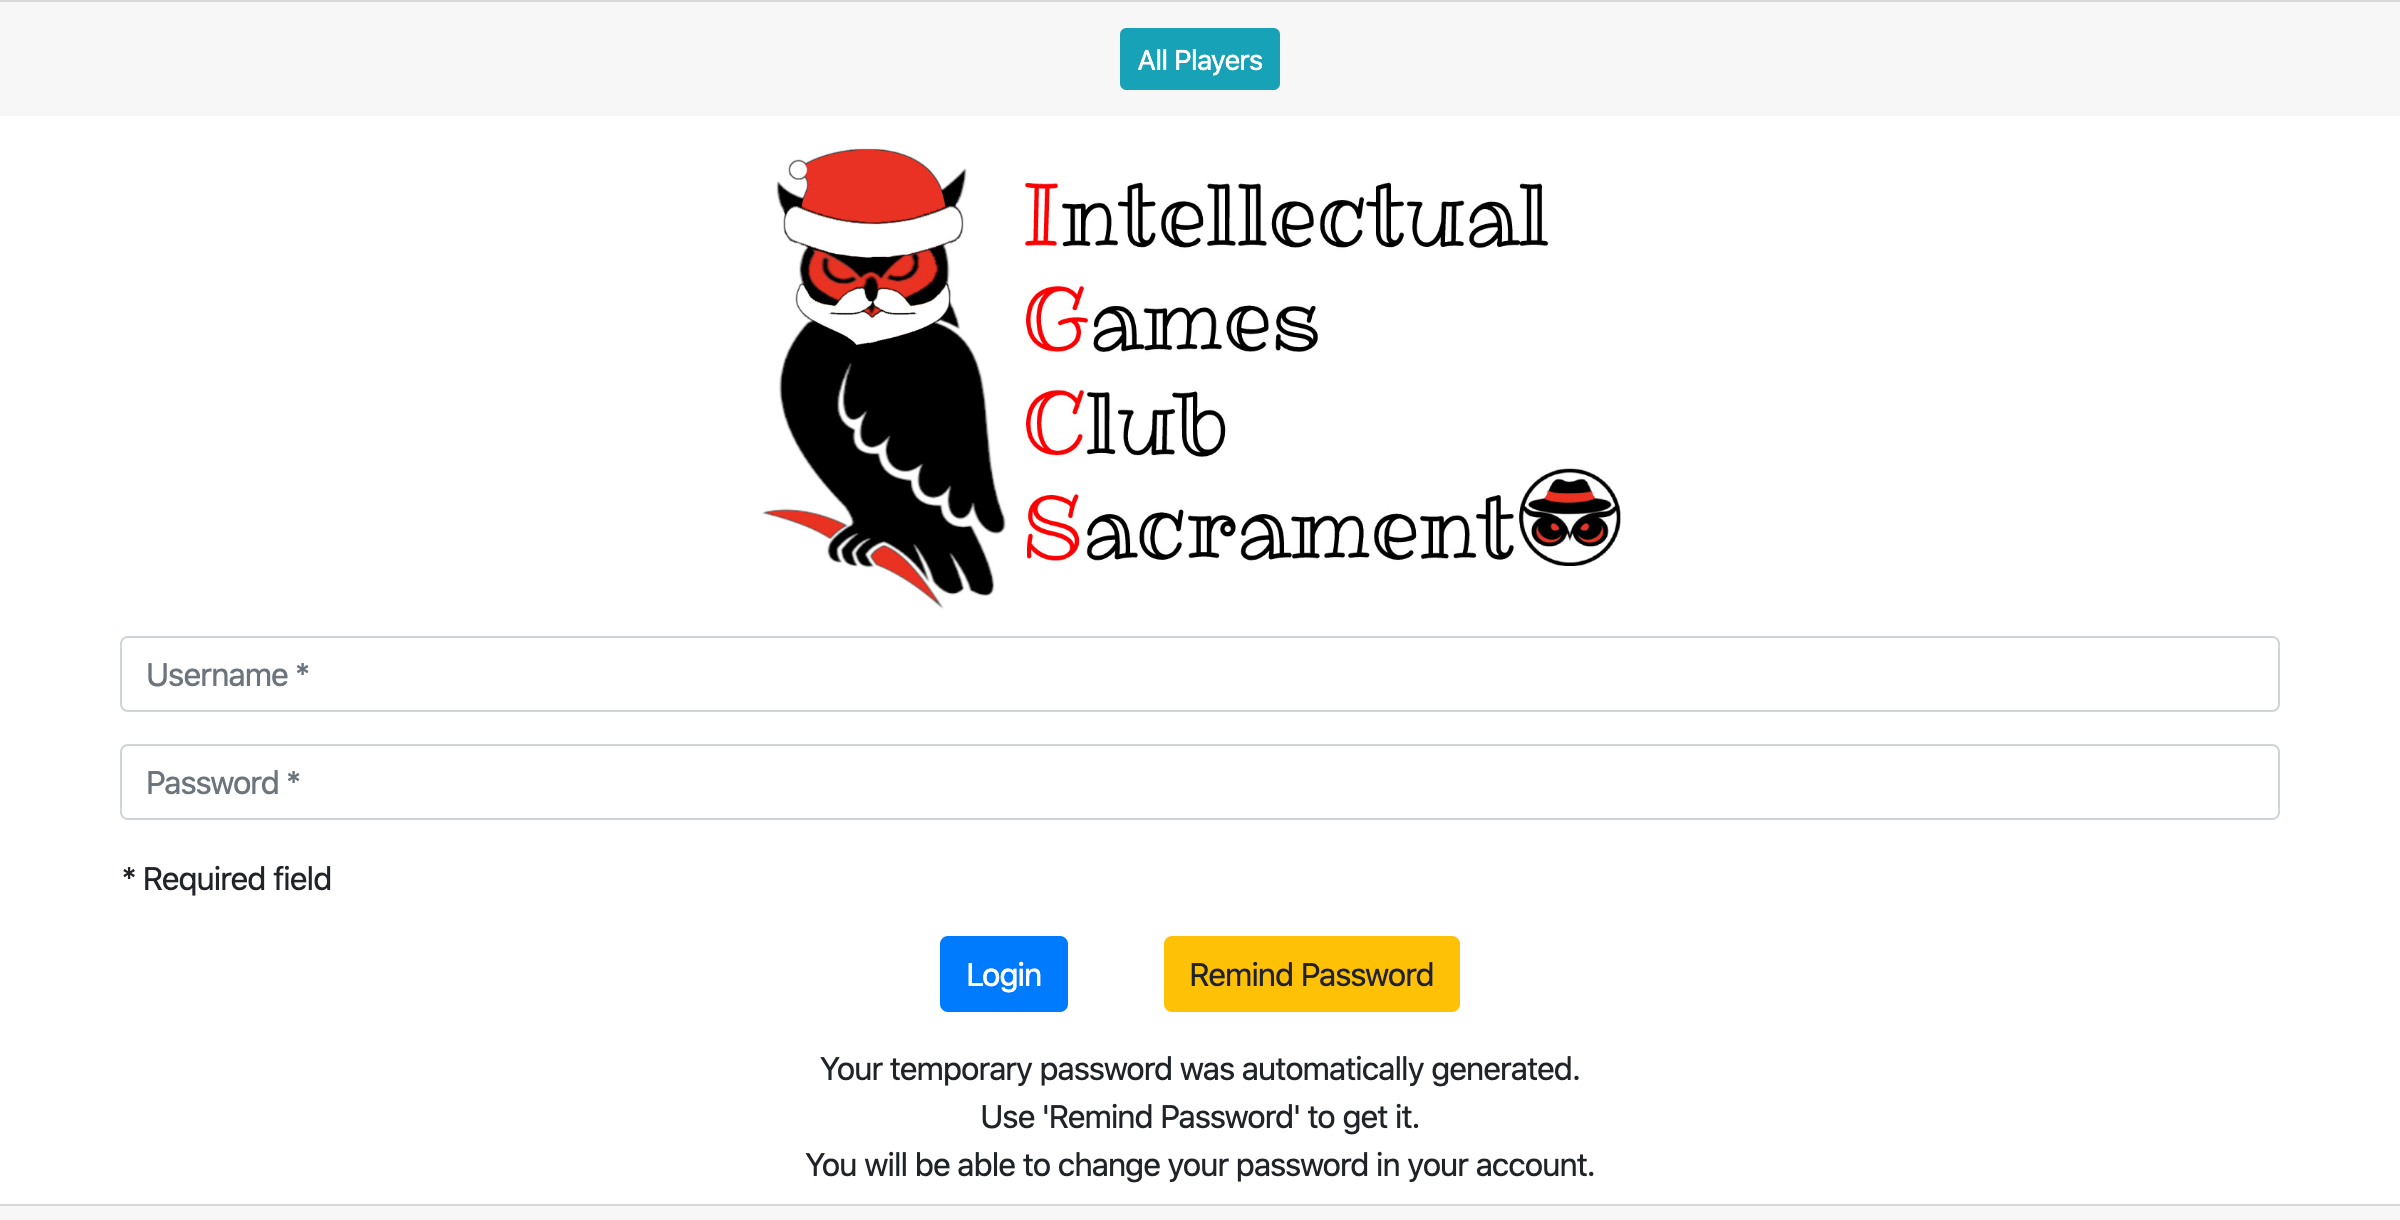 All Players
Intellectual
Games
Club
Sacramento
Username *
Password *
* Required field
Login Remind Password
Your temporary password was automatically generated.
Use 'Remind Password' to get it.
You will be able to change your password in your account.